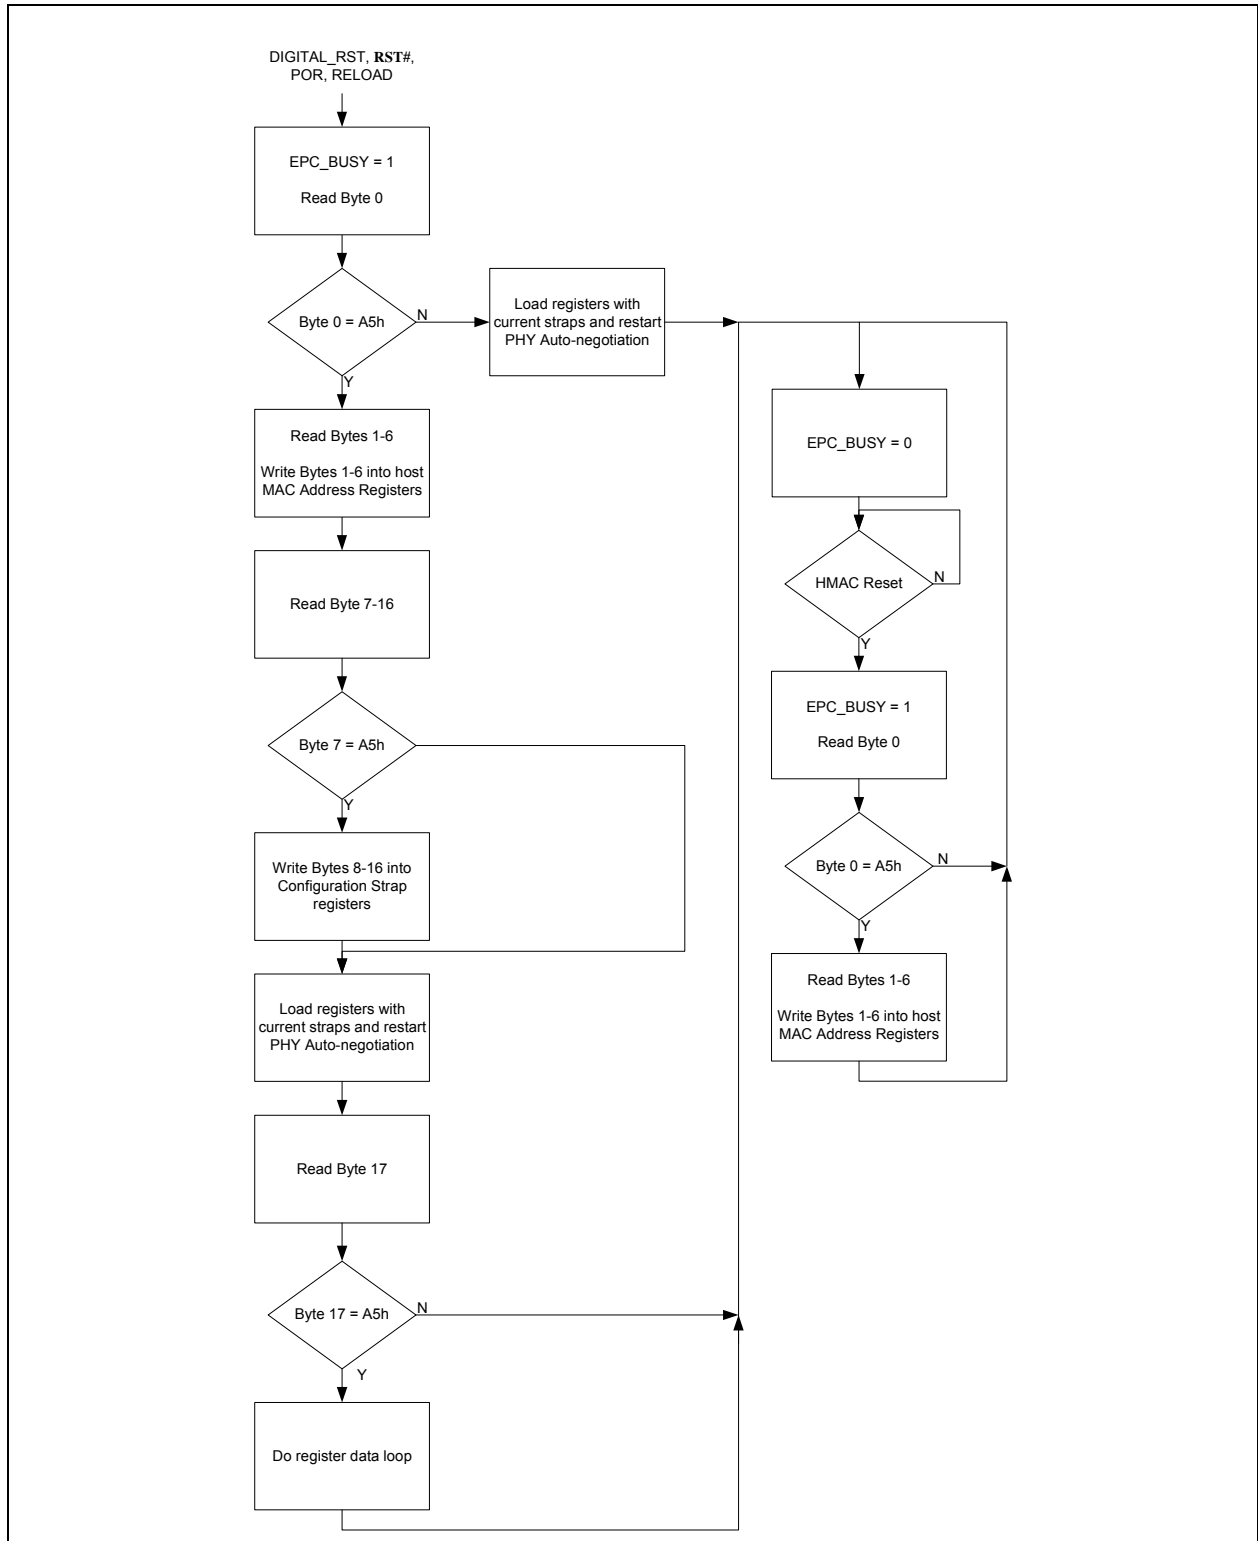 DIGITAL_RST, RST#,
POR, RELOAD
EPC_BUSY = 1
Read Byte 0
Byte 0 = A5h
N
Y
Load registers with
current straps and restart
PHY Auto-negotiation
Read Bytes 1-6
Write Bytes 1-6 into host
MAC Address Registers
Read Byte 7-16
Byte 7 = A5h
Y
Write Bytes 8-16 into
Configuration Strap
registers
Load registers with
current straps and restart
PHY Auto-negotiation
Read Byte 17
Byte 17 = A5h
N
Y
Do register data loop
EPC_BUSY = 0
HMAC Reset
N
Y
EPC_BUSY = 1
Read Byte 0
Byte 0 = A5h
N
Y
Read Bytes 1-6
Write Bytes 1-6 into host
MAC Address Registers